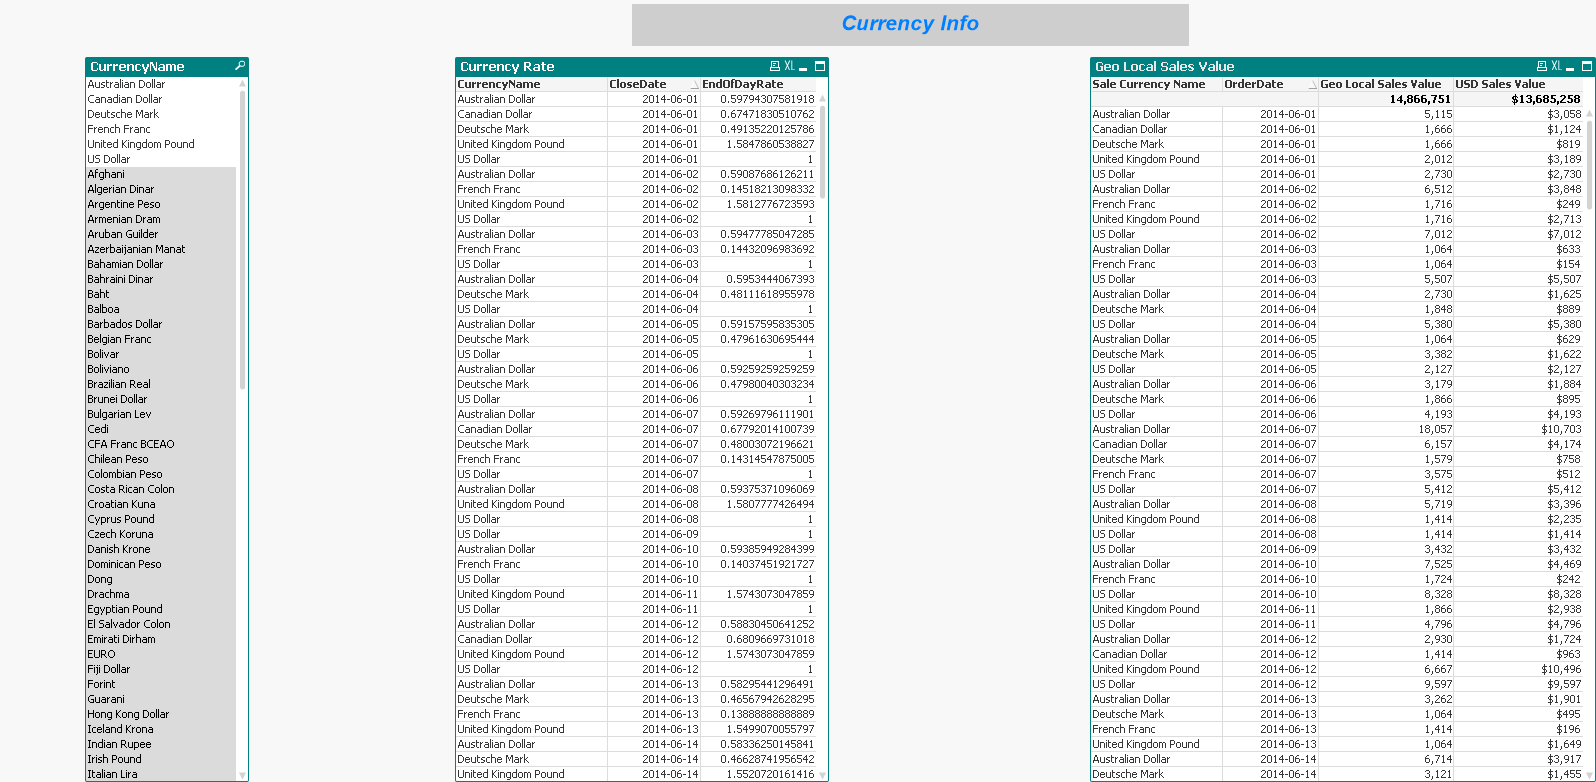 Currency Info
CurrencyName
Australian Dollar
Canadian Dollar
Deutsche Mark
French Franc
United Kingdom Pound
US Dollar
Afghani
Algerian Dinar
Argentine Peso
Armenian Dram
Aruban Guilder
Azerbaijanian Manat
Bahamian Dollar
Bahraini Dinar
Baht
Balboa
Barbados Dollar
Belgian Franc
Bolivar
Boliviano
Brazilian Real
Brunei Dollar
Bulgarian Lev
Cedi
CFA Franc BCEAO
Chilean Peso
Colombian Peso
Costa Rican Colon
Croatian Kuna
Cyprus Pound
Czech Koruna
Danish Krone
Dominican Peso
Dong
Drachma
Egyptian Pound
El Salvador Colon
Emirati Dirham
EURO
Fiji Dollar
Forint
Guarani
Hong Kong Dollar
Iceland Krona
Indian Rupee
Irish Pound
Italian Lira
Currency Rate XL
CurrencyName CloseDate EndOfDayRate
Australian Dollar 2014-06-01 0.59794307581918
Canadian Dollar 2014-06-01 0.67471830510762
Deutsche Mark 2014-06-01 0.49135220125786
United Kingdom Pound 2014-06-01 1.5847860538827
US Dollar 2014-06-01 1
Australian Dollar 2014-06-02 0.59087686126211
French Franc 2014-06-02 0.14518213098332
United Kingdom Pound 2014-06-02 1.5812776723593
US Dollar 2014-06-02 1
Australian Dollar 2014-06-03 0.59477785047285
French Franc 2014-06-03 0.14432096983692
US Dollar 2014-06-03 1
Australian Dollar 2014-06-04 0.5953444067393
Deutsche Mark 2014-06-04 0.48111618955978
US Dollar 2014-06-04 1
Australian Dollar 2014-06-05 0.59157595835305
Deutsche Mark 2014-06-05 0.47961630695444
US Dollar 2014-06-05 1
Australian Dollar 2014-06-06 0.59259259259259
Deutsche Mark 2014-06-06 0.47980040303234
US Dollar 2014-06-06 1
Australian Dollar 2014-06-07 0.59269796111901
Canadian Dollar 2014-06-07 0.67792014100739
Deutsche Mark 2014-06-07 0.48003072196621
French Franc 2014-06-07 0.14314547875005
US Dollar 2014-06-07 1
Australian Dollar 2014-06-08 0.59375371096069
United Kingdom Pound 2014-06-08 1.5807777426494
US Dollar 2014-06-08 1
US Dollar 2014-06-09 1
Australian Dollar 2014-06-10 0.59385949284399
French Franc 2014-06-10 0.14037451921727
US Dollar 2014-06-10 1
United Kingdom Pound 2014-06-11 1.5743073047859
US Dollar 2014-06-11 1
Australian Dollar 2014-06-12 0.58830450641252
Canadian Dollar 2014-06-12 0.6809669731018
United Kingdom Pound 2014-06-12 1.5743073047859
US Dollar 2014-06-12 1
Australian Dollar 2014-06-13 0.58295441296491
Deutsche Mark 2014-06-13 0.46567942628295
French Franc 2014-06-13 0.13888888888889
United Kingdom Pound 2014-06-13 1.5499070055797
Australian Dollar 2014-06-14 0.58336250145841
Deutsche Mark 2014-06-14 0.46628741956542
United Kingdom Pound 2014-06-14 1.5520720161416
Geo Local Sales Value XL
Sale Currency Name OrderDate Geo Local Sales Value USD Sales Value
14,866,751 $13,685,258
Australian Dollar 2014-06-01 5,115 $3,058
Canadian Dollar 2014-06-01 1,666 $1,124
Deutsche Mark 2014-06-01 1,666 $819
United Kingdom Pound 2014-06-01 2,012 $3,189
US Dollar 2014-06-01 2,730 $2,730
Australian Dollar 2014-06-02 6,512 $3,848
French Franc 2014-06-02 1,716 $249
United Kingdom Pound 2014-06-02 1,716 $2,713
US Dollar 2014-06-02 7,012 $7,012
Australian Dollar 2014-06-03 1,064 $633
French Franc 2014-06-03 1,064 $154
US Dollar 2014-06-03 5,507 $5,507
Australian Dollar 2014-06-04 2,730 $1,625
Deutsche Mark 2014-06-04 1,848 $889
US Dollar 2014-06-04 5,380 $5,380
Australian Dollar 2014-06-05 1,064 $629
Deutsche Mark 2014-06-05 3,382 $1,622
US Dollar 2014-06-05 2,127 $2,127
Australian Dollar 2014-06-06 3,179 $1,884
Deutsche Mark 2014-06-06 1,866 $895
US Dollar 2014-06-06 4,193 $4,193
Australian Dollar 2014-06-07 18,057 $10,703
Canadian Dollar 2014-06-07 6,157 $4,174
Deutsche Mark 2014-06-07 1,579 $758
French Franc 2014-06-07 3,575 $512
US Dollar 2014-06-07 5,412 $5,412
Australian Dollar 2014-06-08 5,719 $3,396
United Kingdom Pound 2014-06-08 1,414 $2,235
US Dollar 2014-06-08 1,414 $1,414
US Dollar 2014-06-09 3,432 $3,432
Australian Dollar 2014-06-10 7,525 $4,469
French Franc 2014-06-10 1,724 $242
US Dollar 2014-06-10 8,328 $8,328
United Kingdom Pound 2014-06-11 1,866 $2,938
US Dollar 2014-06-11 4,796 $4,796
Australian Dollar 2014-06-12 2,930 $1,724
Canadian Dollar 2014-06-12 1,414 $963
United Kingdom Pound 2014-06-12 6,667 $10,496
US Dollar 2014-06-12 9,597 $9,597
Australian Dollar 2014-06-13 3,262 $1,901
Deutsche Mark 2014-06-13 1,064 $495
French Franc 2014-06-13 1,414 $196
United Kingdom Pound 2014-06-13 1,064 $1,649
Australian Dollar 2014-06-14 6,714 $3,917
Deutsche Mark 2014-06-14 3,121 $1,455